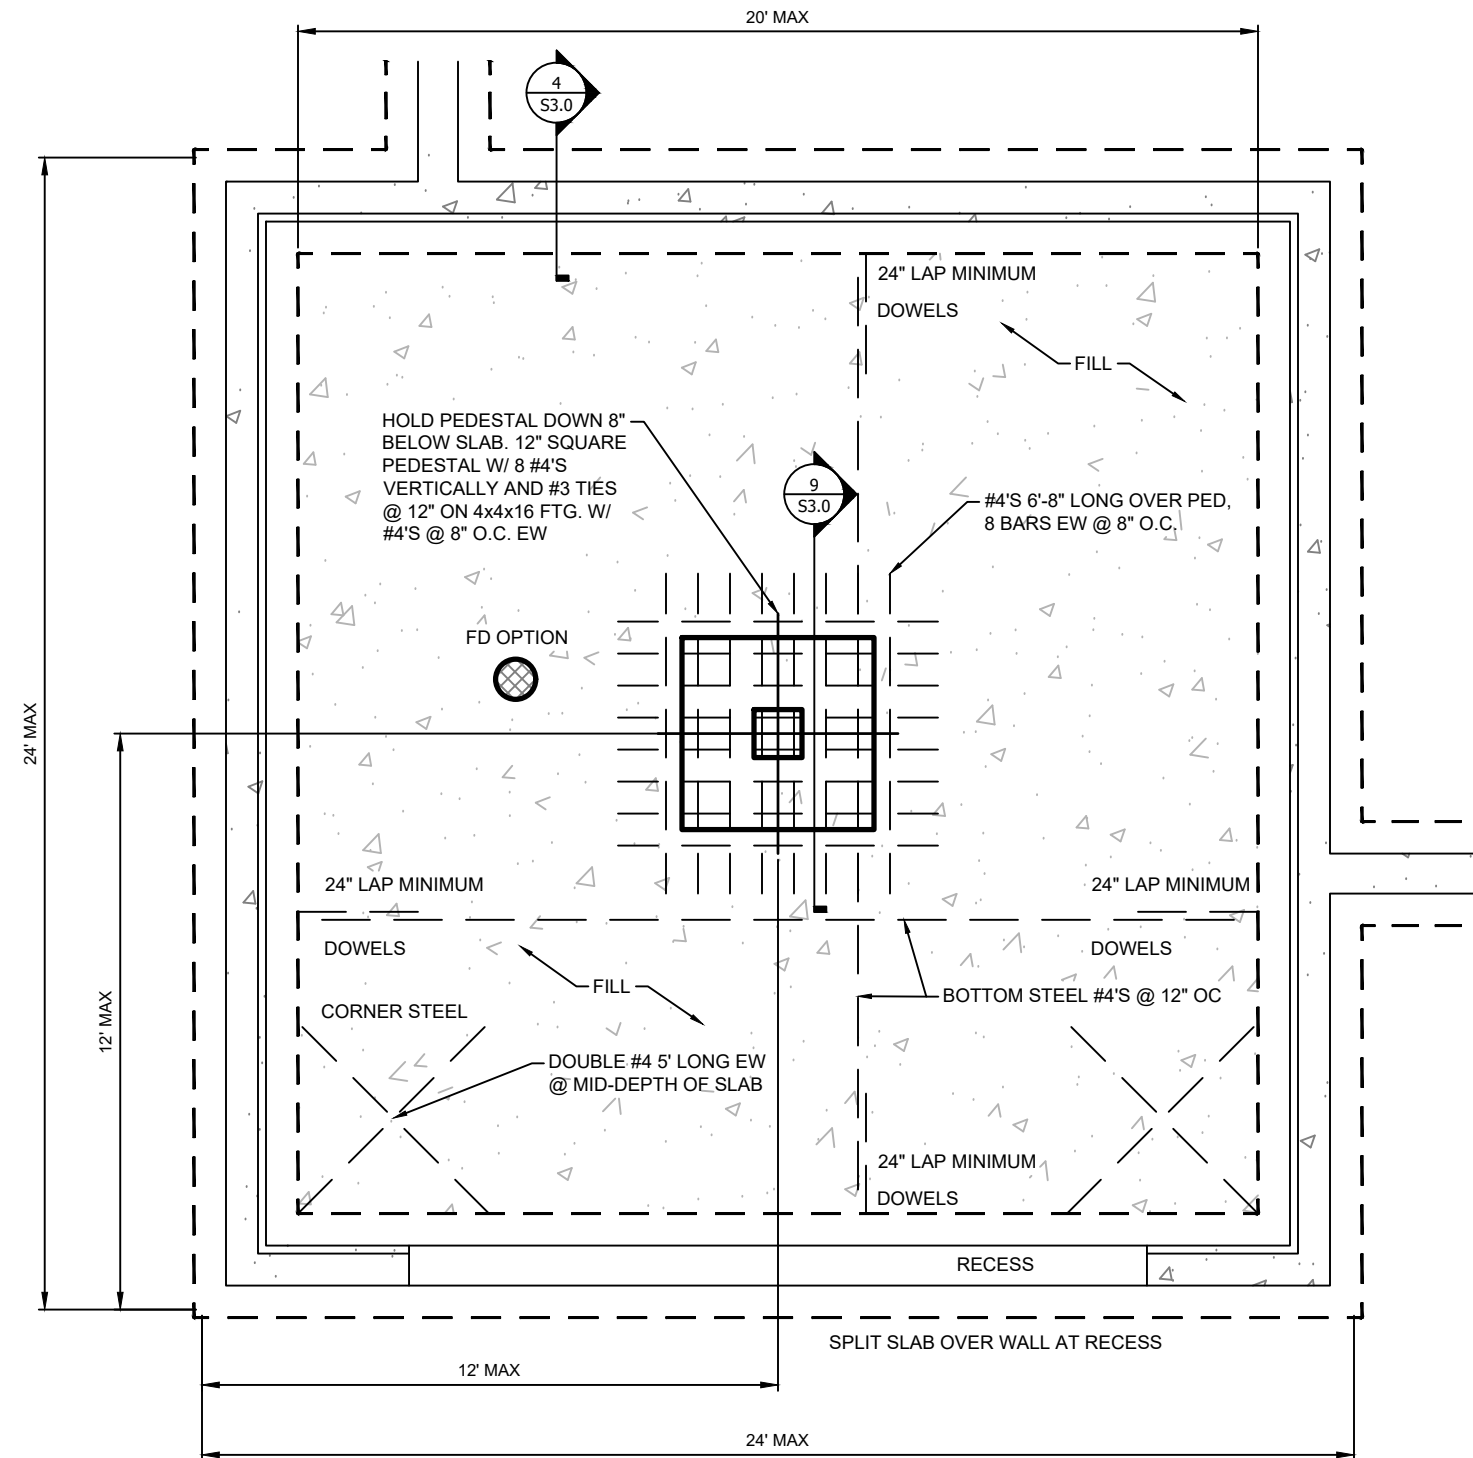 20' MAX
4
S3.0
24" LAP MINIMUM
DOWELS
FILL
HOLD PEDESTAL DOWN 8"
BELOW SLAB. 12" SQUARE
PEDESTAL W/ 8 #4'S
VERTICALLY AND #3 TIES
@ 12" ON 4x4x16 FTG. W/
#4'S @ 8" O.C. EW
9
S3.0
#4'S 6'-8" LONG OVER PED,
8 BARS EW @ 8" O.C.
FD OPTION
24' MAX
24" LAP MINIMUM
24" LAP MINIMUM
DOWELS
DOWELS
FILL
BOTTOM STEEL #4'S @ 12" OC
CORNER STEEL
12' MAX
DOUBLE #4 5' LONG EW
@ MID-DEPTH OF SLAB
24" LAP MINIMUM
DOWELS
RECESS
SPLIT SLAB OVER WALL AT RECESS
12' MAX
24' MAX